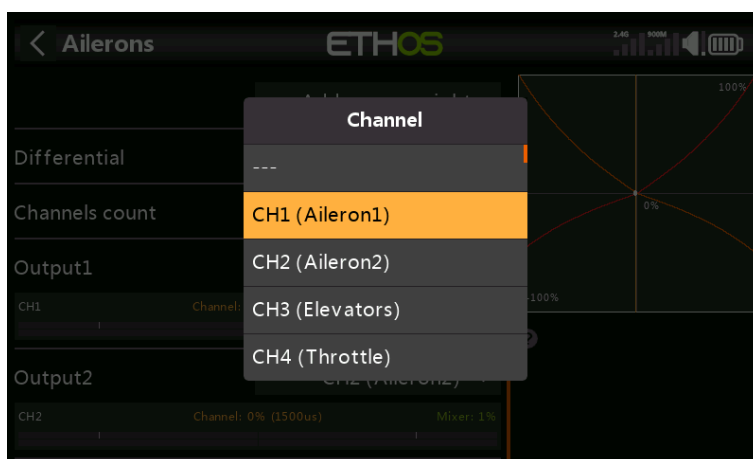 Ailerons
ETHOS
2.4G 900M
100%
Channel
Differential
---
Channels count
CH1 (Aileron1)
0%
Output1
CH2 (Aileron2)
CH1 Channel:
CH3 (Elevators)
-100%
CH4 (Throttle)
Output2
CH2 (Aileron2)
CH2 Channel: 0% (1500us) Mixer: 1%